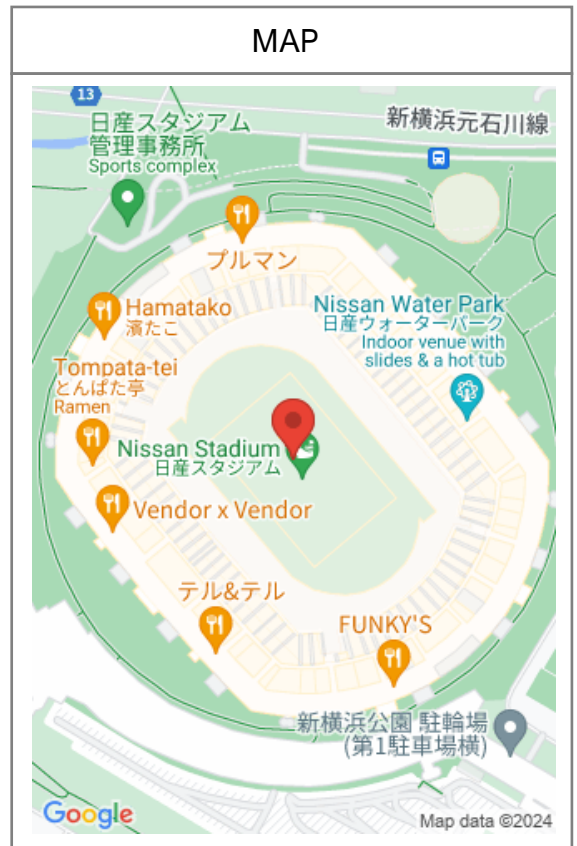 MAP
13
日産スタジアム
管理事務所
Sports complex
新横浜元石川線
プルマン
Hamatako
濱たこ
Nissan Water Park
日産ウォーターパーク
Indoor venue with
slides & a hot tub
Tompata-tei
とんぱた亭
Ramen
Nissan Stadium
日産スタジアム
Vendor x Vendor
テル&テル
FUNKY'S
新横浜公園 駐輪場
(第1駐車場横)
Google
Map data ©2024